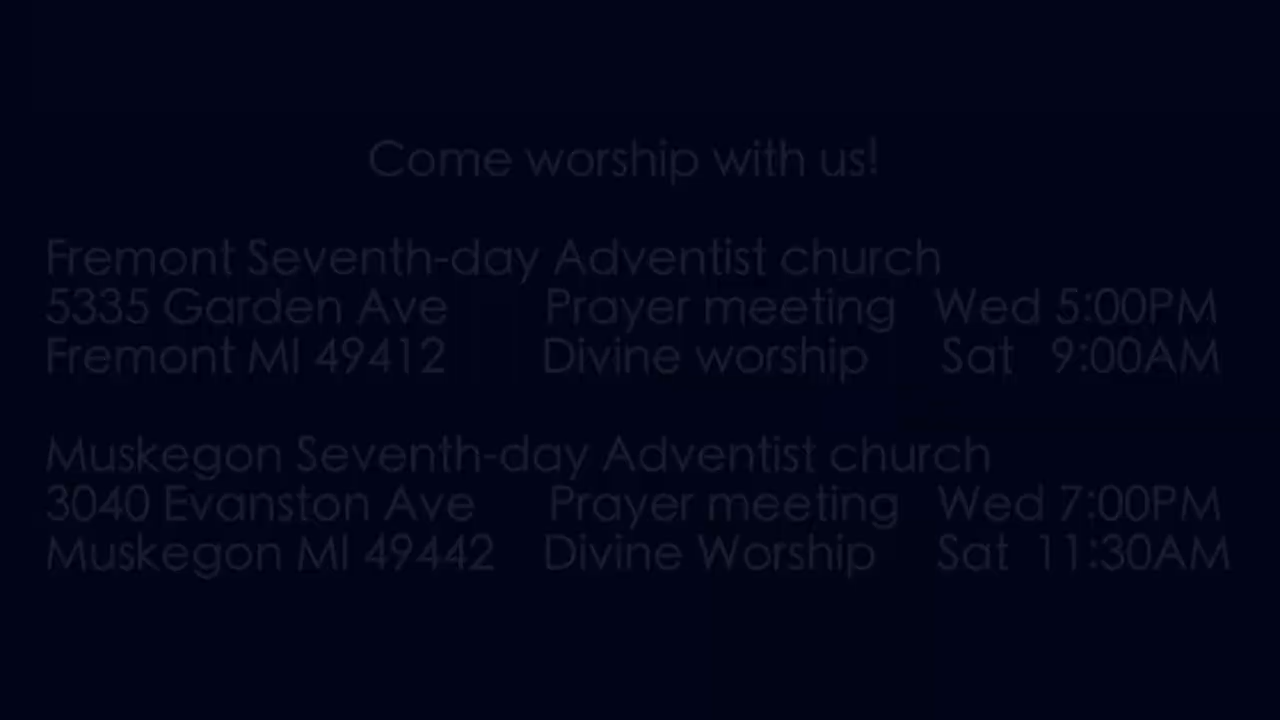 Come worship with us!
Fremont Seventh-day Adventist church
5335 Garden Ave Prayer meeting Wed 5:00PM
Fremont MI 49412 Divine worship Sat 9:00AM
Muskegon Seventh-day Adventist church
3040 Evanston Ave Prayer meeting Wed 7:00PM
Muskegon MI 49442 Divine Worship Sat 11:30AM